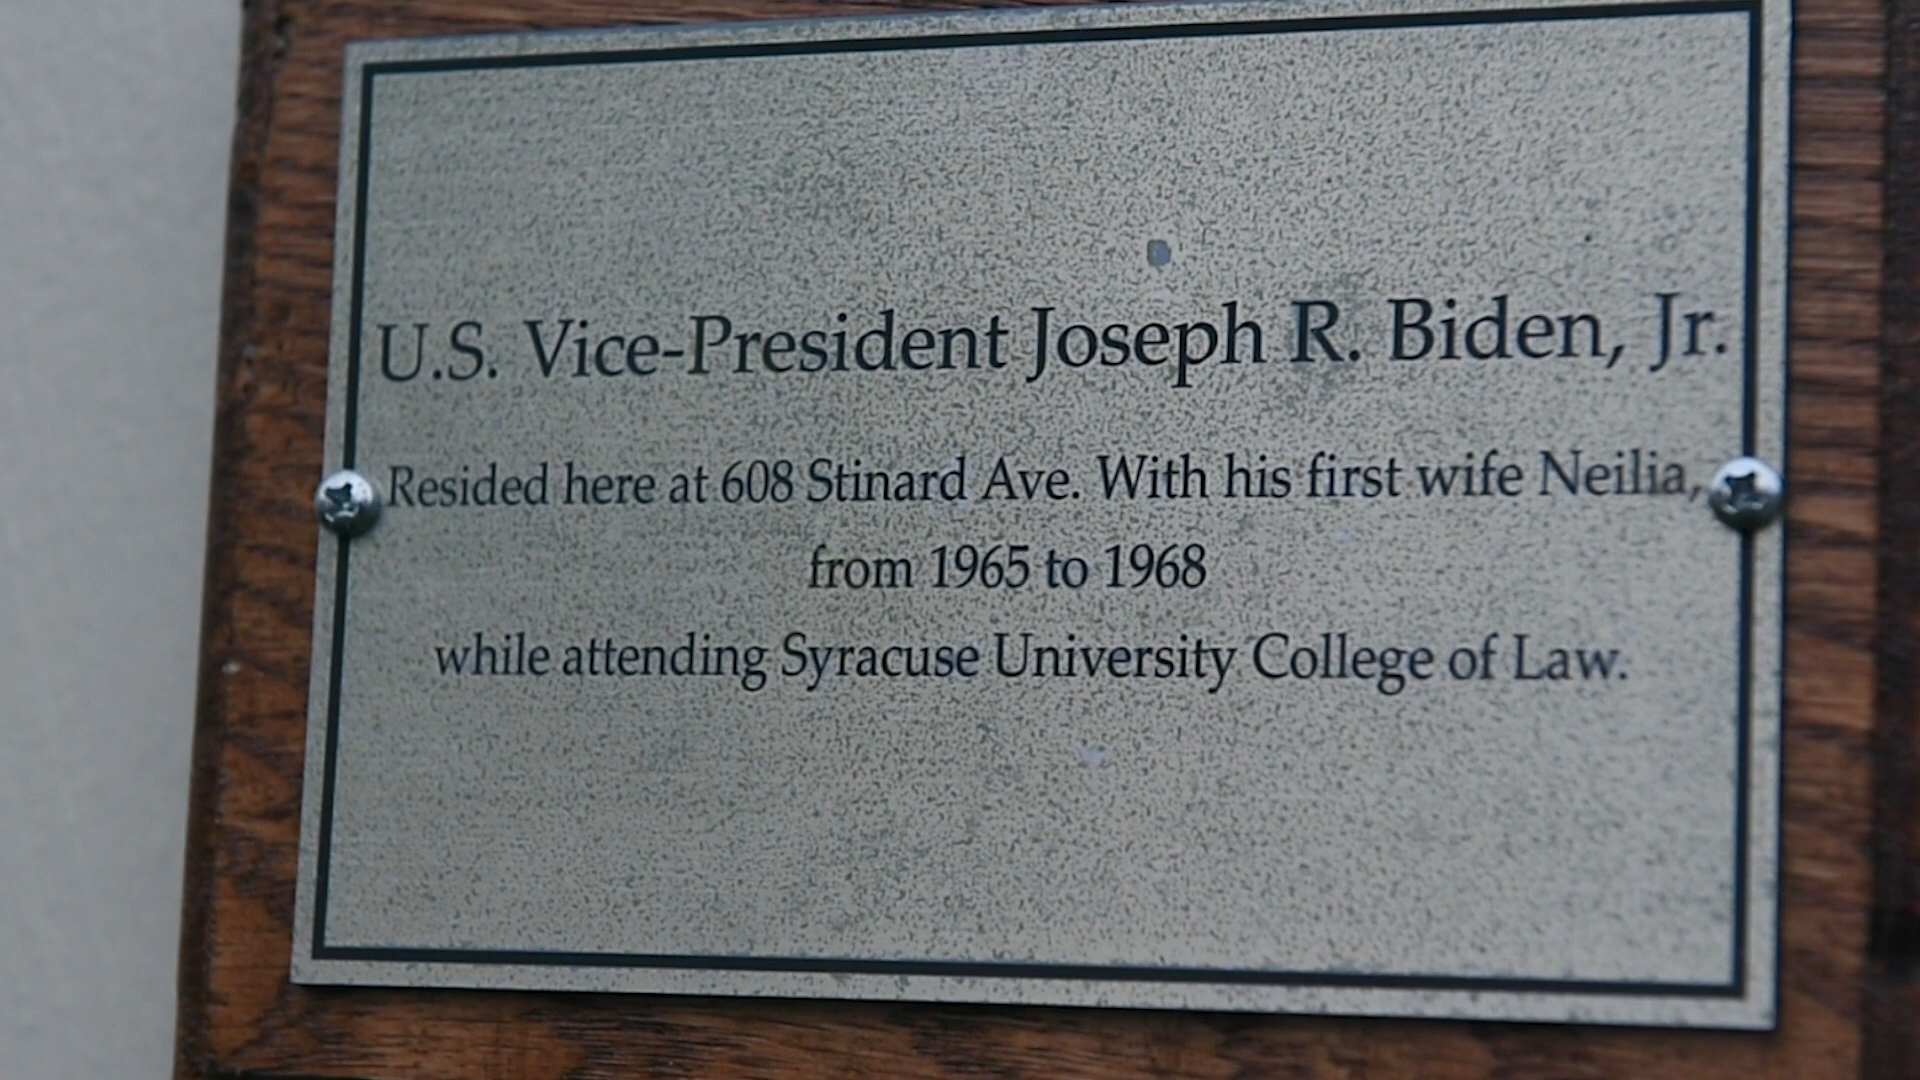 U.S. Vice-President Joseph R. Biden, Jr.
Resided here at 608 Stinard Ave. With his first wife Neilia,
from 1965 to 1968
while attending Syracuse University College of Law.